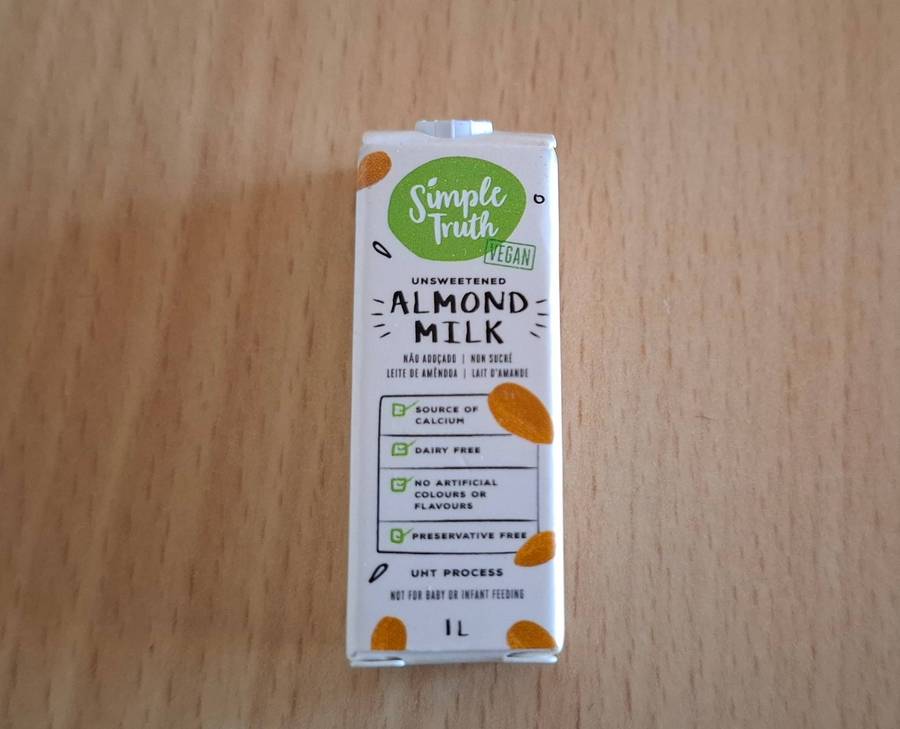 Simple
Truth
VEGAN
UNSWEETENED
ALMOND
MILK
NÃO ADOÇADO | NON SUCRÉ
LEITE DE AMÊNDOA | LAIT D'AMANDE
SOURCE OF
CALCIUM
DAIRY FREE
NO ARTIFICIAL
COLOURS OR
FLAVOURS
PRESERVATIVE FREE
UHT PROCESS
NOT FOR BABY OR INFANT FEEDING
1L